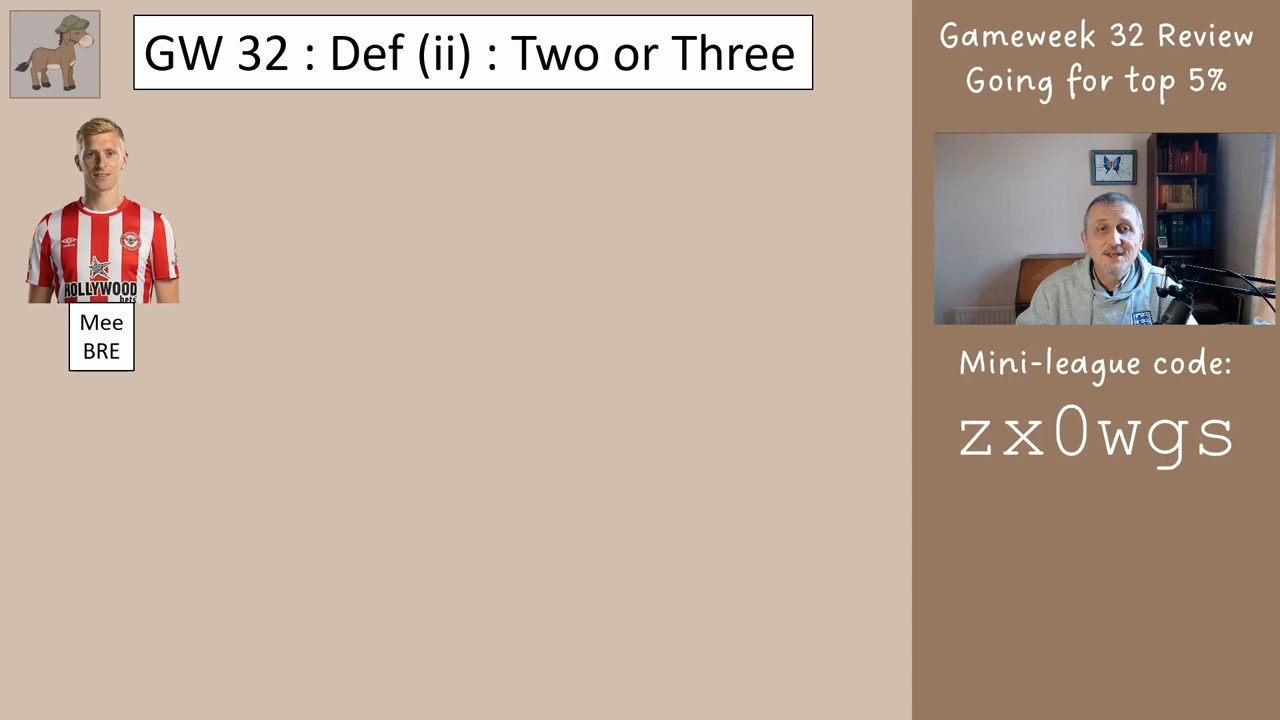 GW 32 : Def (ii) : Two or Three
Gameweek 32 Review
Going for top 5%
HOLLYWOOD
bets
Mee
BRE
Mini-league code:
zx0wgs